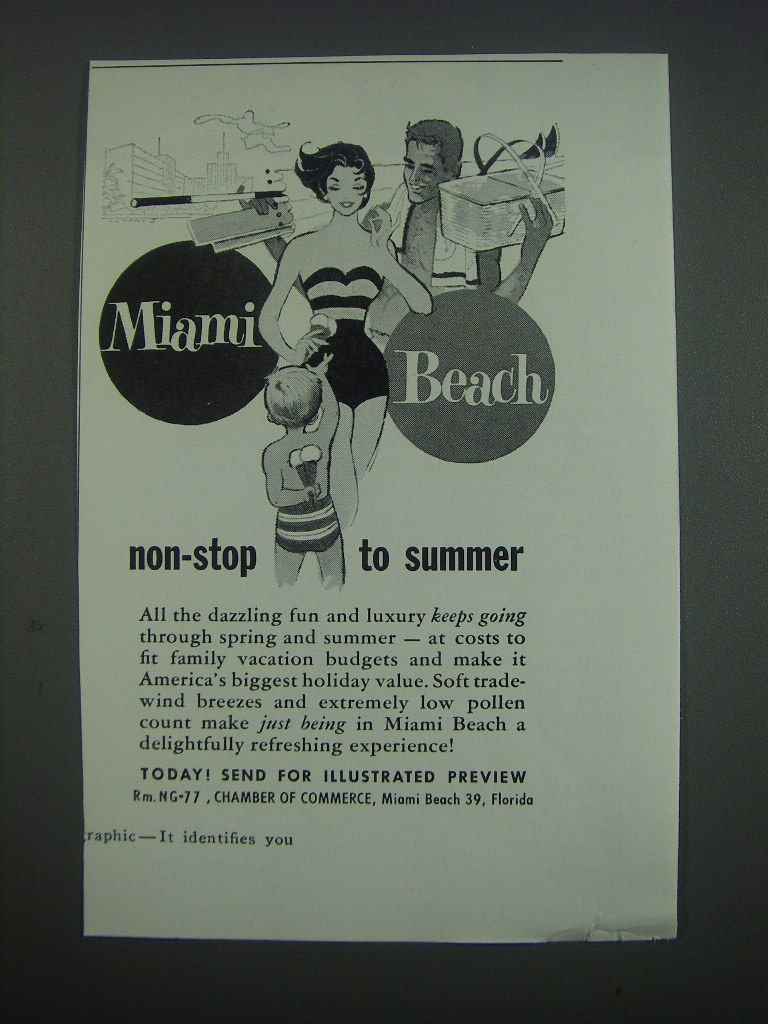 Miami
Beach
non-stop to summer
All the dazzling fun and luxury keeps going
through spring and summer — at costs to
fit family vacation budgets and make it
America's biggest holiday value. Soft trade-
wind breezes and extremely low pollen
count make just being in Miami Beach a
delightfully refreshing experience!
TODAY! SEND FOR ILLUSTRATED PREVIEW
Rm. NG-77, CHAMBER OF COMMERCE, Miami Beach 39, Florida
raphic—It identifies you